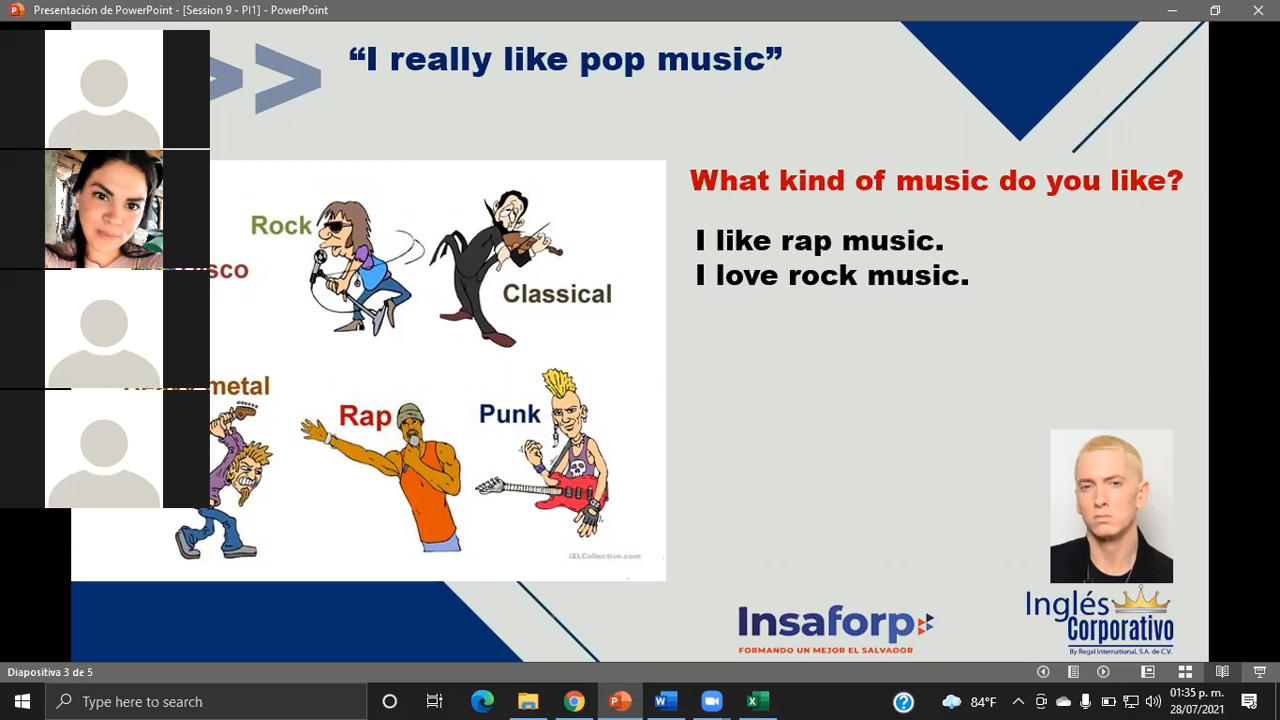 Presentación de PowerPoint - [Session 9 - PI1] - PowerPoint
“I really like pop music”
What kind of music do you like?
I like rap music.
I love rock music.
Rock
Classical
metal
Rap
Punk
iSLCollective.com
Insaforp
FORMANDO UN MEJOR EL SALVADOR
Inglés
Corporativo
By Regal International, S.A. de C.V.
Diapositiva 3 de 5
Type here to search
84°F
01:35 p. m.
28/07/2021